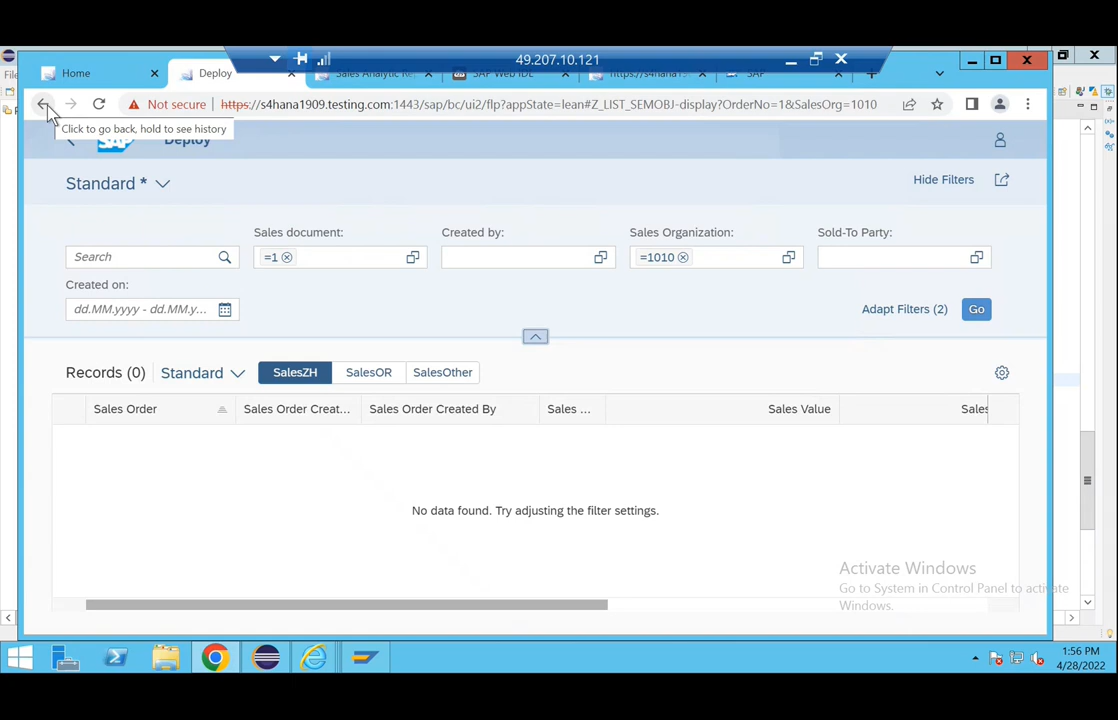 49.207.10.121
File
Home
Deploy
Sales Analytic Re
SAP Web IDE
https://s4hana19
SAP
Not secure
https://s4hana1909.testing.com:1443/sap/bc/ui2/flp?appState=lean#Z_LIST_SEMOBJ-display?OrderNo=1&SalesOrg=1010
Click to go back, hold to see history
SAP
Deploy
Standard *
Hide Filters
Sales document:
Created by:
Sales Organization:
Sold-To Party:
Search
=1
=1010
Created on:
dd.MM.yyyy - dd.MM.y...
Adapt Filters (2)
Go
Records (0)
Standard
SalesZH
SalesOR
SalesOther
Sales Order
Sales Order Creat...
Sales Order Created By
Sales ...
Sales Value
Sales
No data found. Try adjusting the filter settings.
Activate Windows
Go to System in Control Panel to activate
Windows.
1:56 PM
4/28/2022